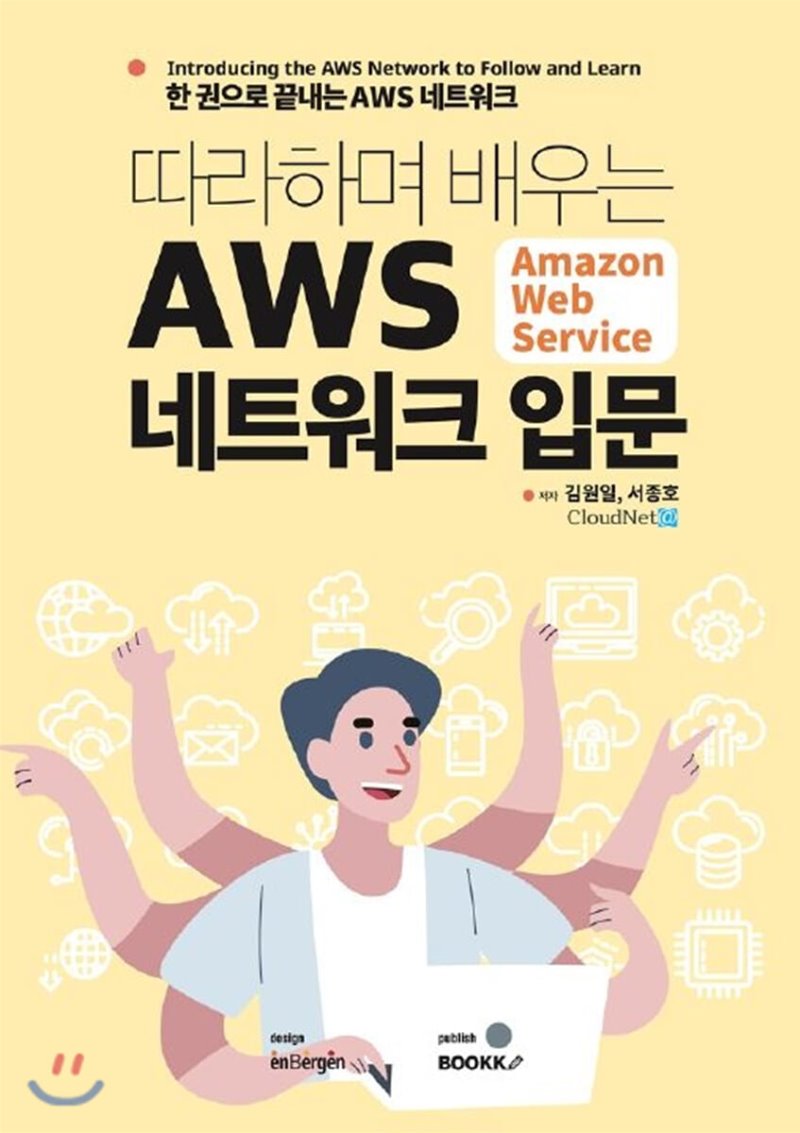 Introducing the AWS Network to Follow and Learn
한 권으로 끝내는 AWS 네트워크
따라하며 배우는
AWS
Amazon
Web
Service
네트워크 입문
저자 김원일, 서종호
CloudNet@
design
enBergen
publish
BOOKK